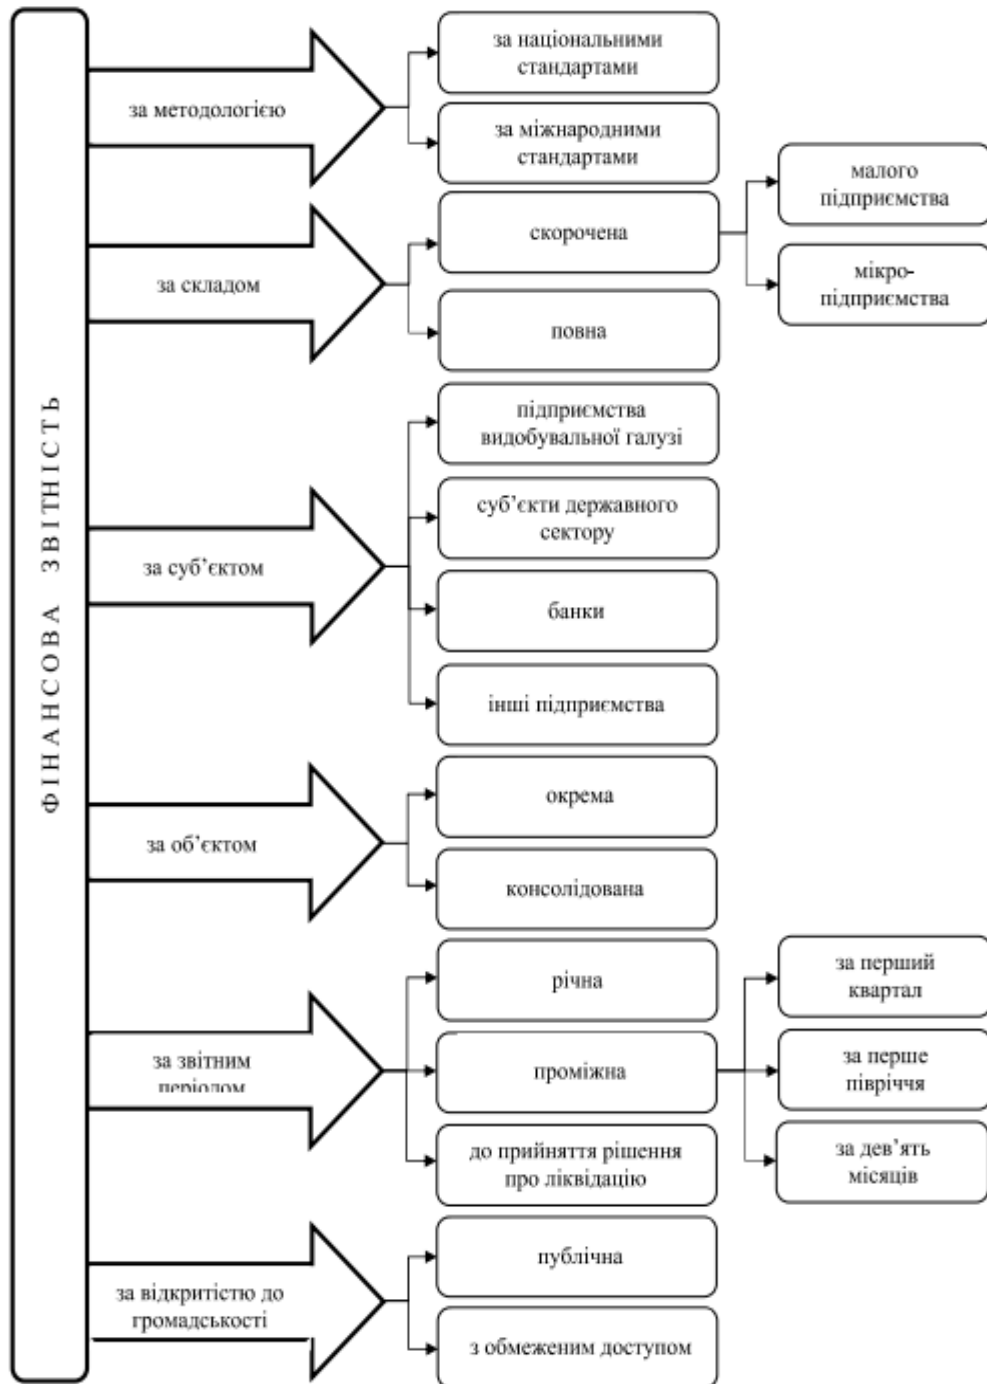 ФІНАНСОВА ЗВІТНІСТЬ
за методологією
за національними
стандартами
за міжнародними
стандартами
за складом
скорочена
малого
підприємства
мікро-
підприємства
повна
за суб’єктом
підприємства
видобувальної галузі
суб’єкти державного
сектору
банки
інші підприємства
за об’єктом
окрема
консолідована
за звітним
періодом
річна
проміжна
за перший
квартал
за перше
півріччя
за дев’ять
місяців
до прийняття рішення
про ліквідацію
за відкритістю до
громадськості
публічна
з обмеженим доступом